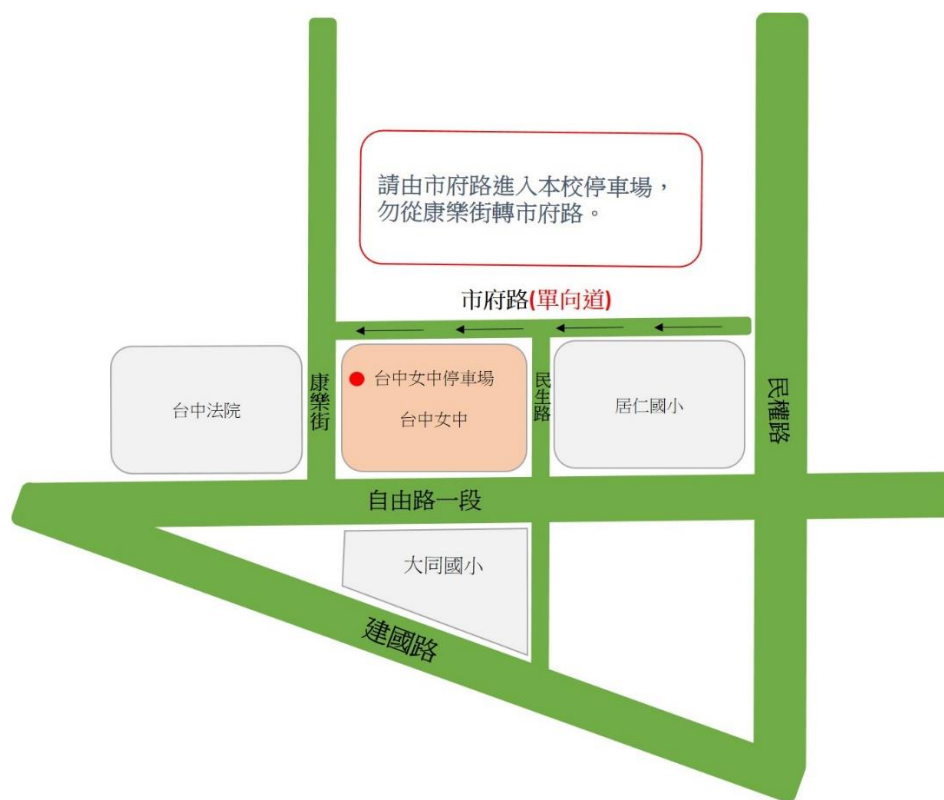 請由市府路進入本校停車場，
勿從康樂街轉市府路。
市府路(單向道)
台中法院
康樂街
台中女中停車場
台中女中
民生路
居仁國小
民權路
自由路一段
大同國小
建國路